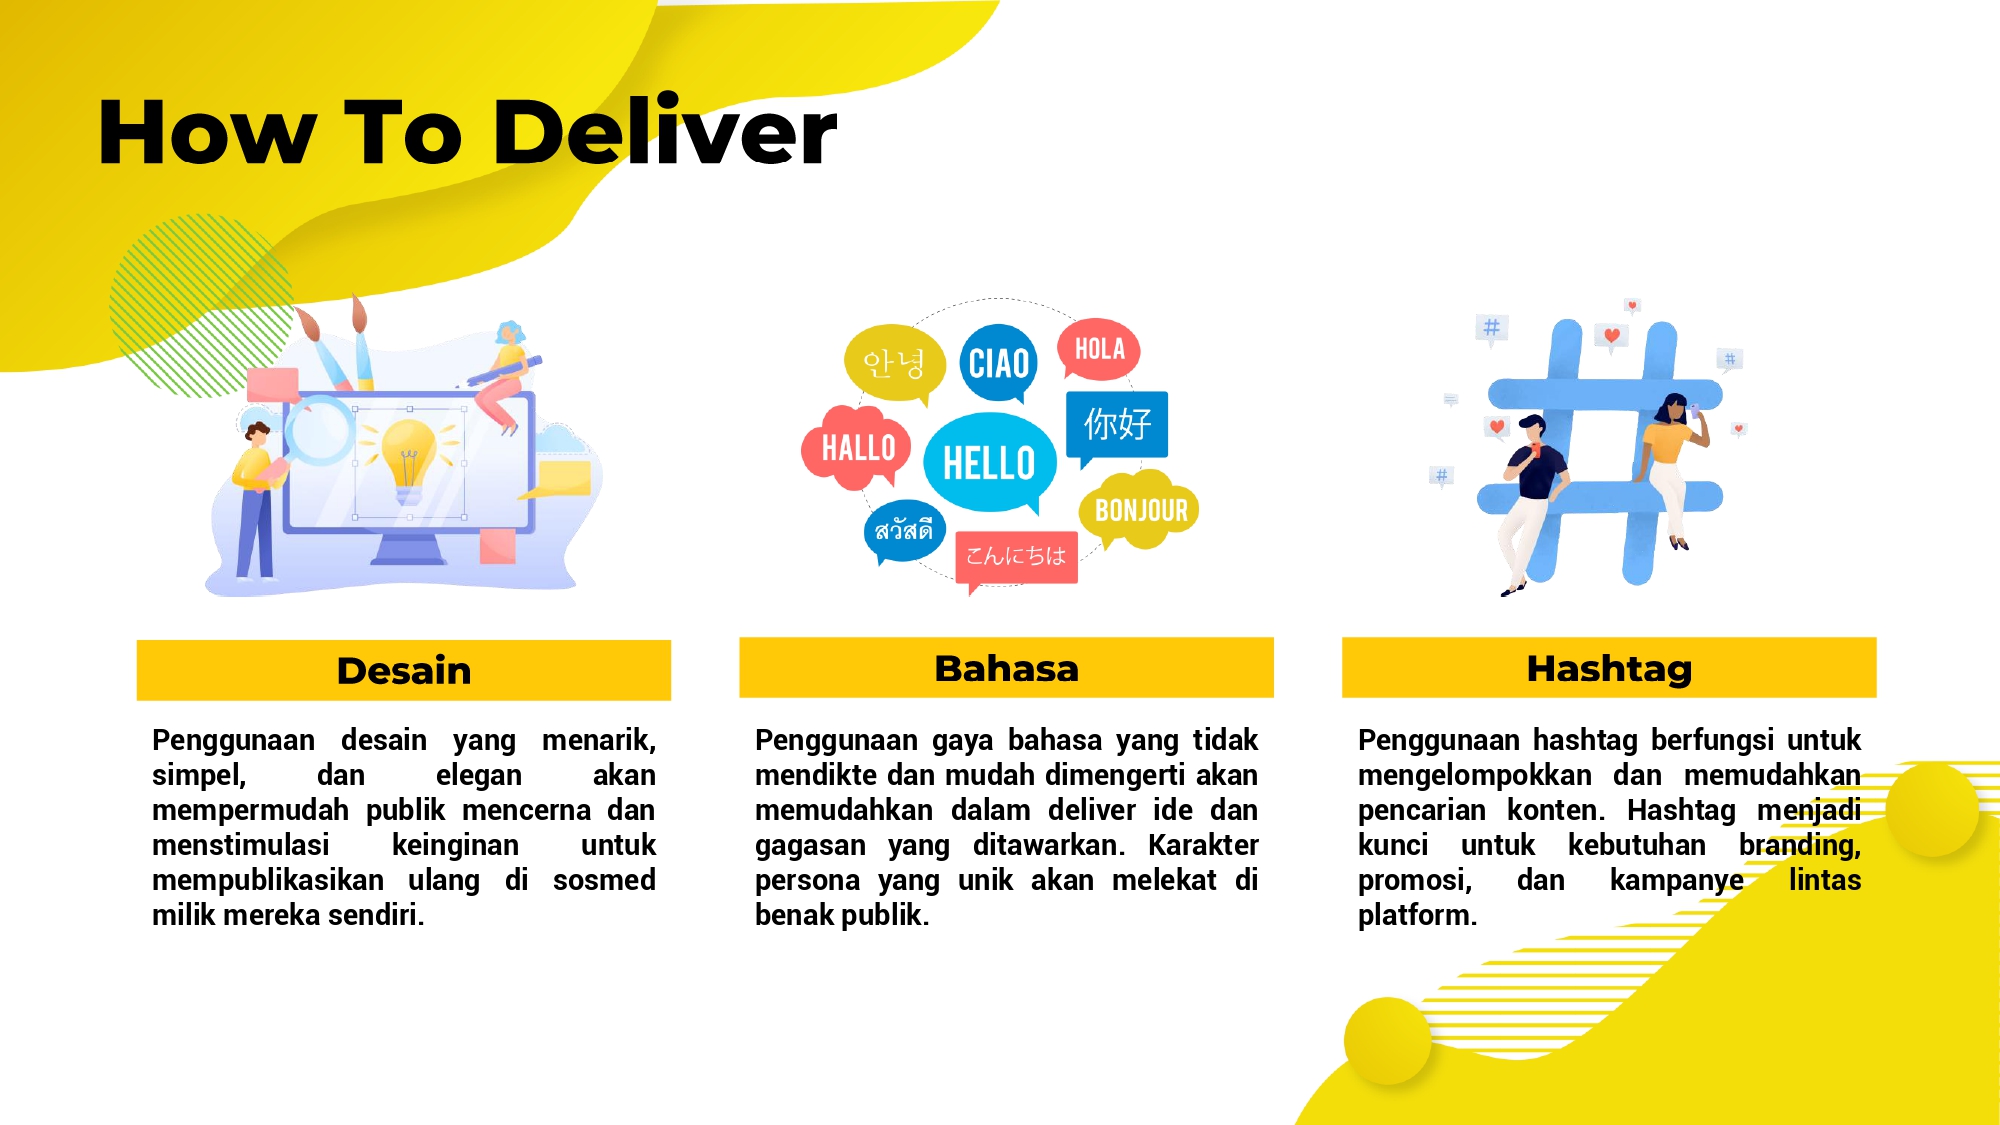 How To Deliver
안녕
CIAO
HOLA
HALLO
HELLO
你好
สวัสดี
こんにちは
BONJOUR
Desain
Penggunaan desain yang menarik,
simpel, dan elegan akan
mempermudah publik mencerna dan
menstimulasi keinginan untuk
mempublikasikan ulang di sosmed
milik mereka sendiri.
Bahasa
Penggunaan gaya bahasa yang tidak
mendikte dan mudah dimengerti akan
memudahkan dalam deliver ide dan
gagasan yang ditawarkan. Karakter
persona yang unik akan melekat di
benak publik.
Hashtag
Penggunaan hashtag berfungsi untuk
mengelompokkan dan memudahkan
pencarian konten. Hashtag menjadi
kunci untuk kebutuhan branding,
promosi, dan kampanye lintas
platform.